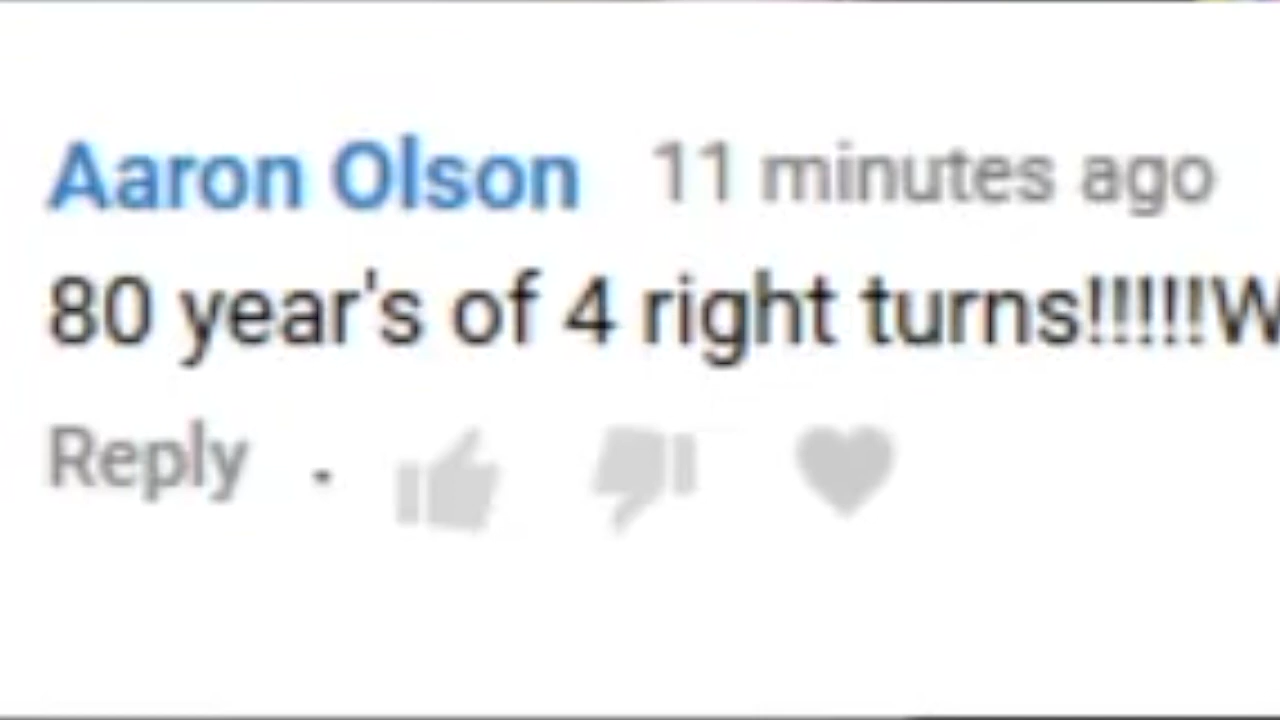 Aaron Olson 11 minutes ago
80 year's of 4 right turns!!!!!W
Reply .